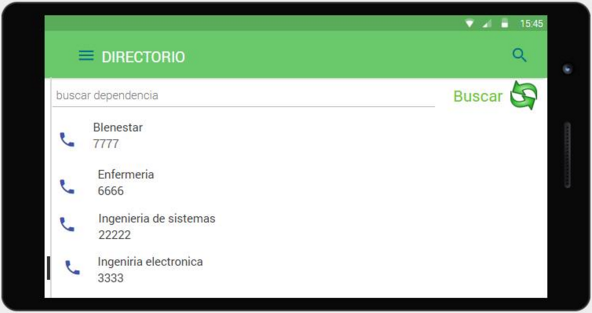 15:45
DIRECTORIO
buscar dependencia
Buscar
BIenestar
7777
Enfermeria
6666
Ingenieria de sistemas
22222
Ingeniria electronica
3333